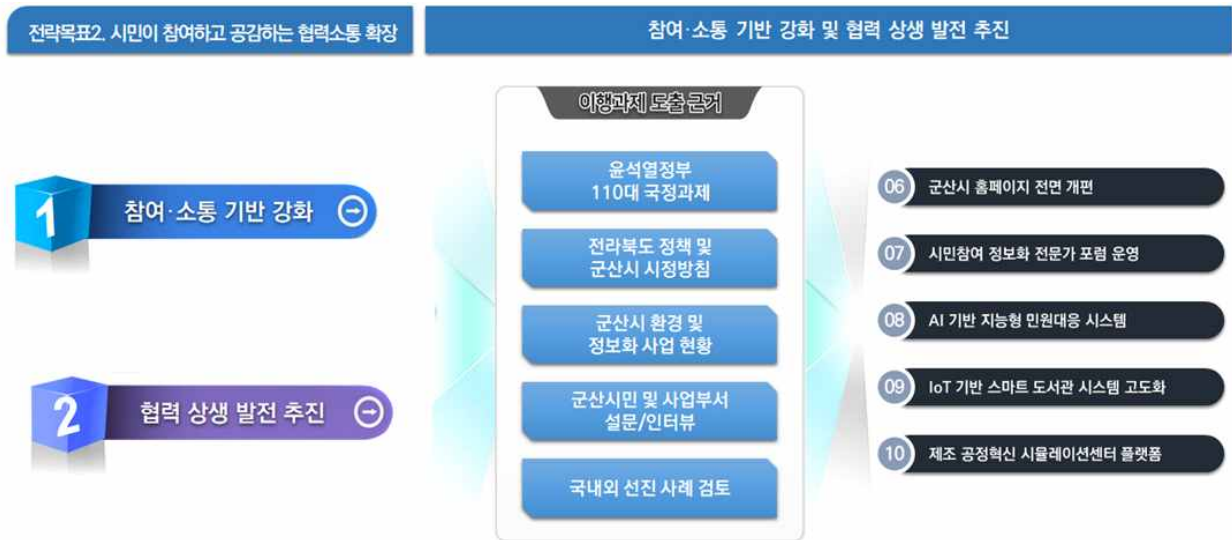 전략목표2. 시민이 참여하고 공감하는 협력소통 확장
참여·소통 기반 강화 및 협력 상생 발전 추진
1
참여·소통 기반 강화
2
협력 상생 발전 추진
이행과제 도출 근거
윤석열정부
110대 국정과제
전라북도 정책 및
군산시 시정방침
군산시 환경 및
정보화 사업 현황
군산시민 및 사업부서
설문/인터뷰
국내외 선진 사례 검토
06 군산시 홈페이지 전면 개편
07 시민참여 정보화 전문가 포럼 운영
08 AI 기반 지능형 민원대응 시스템
09 IoT 기반 스마트 도서관 시스템 고도화
10 제조 공정혁신 시뮬레이션센터 플랫폼